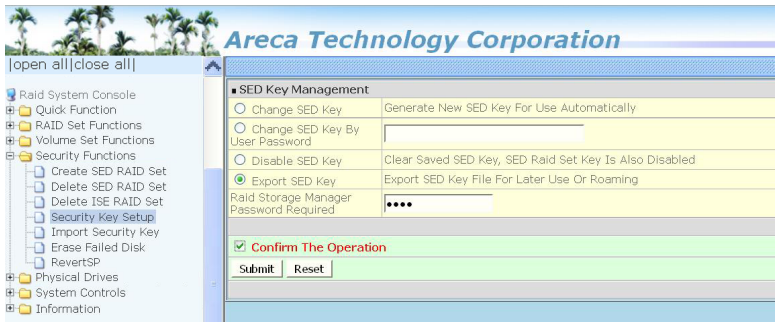 Areca Technology Corporation
|open all|close all|
Raid System Console
Quick Function
RAID Set Functions
Volume Set Functions
Security Functions
Create SED RAID Set
Delete SED RAID Set
Delete ISE RAID Set
Security Key Setup
Import Security Key
Erase Failed Disk
RevertSP
Physical Drives
System Controls
Information
SED Key Management
Change SED Key Generate New SED Key For Use Automatically
Change SED Key By
User Password
Disable SED Key Clear Saved SED Key, SED Raid Set Key Is Also Disabled
Export SED Key Export SED Key File For Later Use Or Roaming
Raid Storage Manager
Password Required ••••
Confirm The Operation
Submit Reset